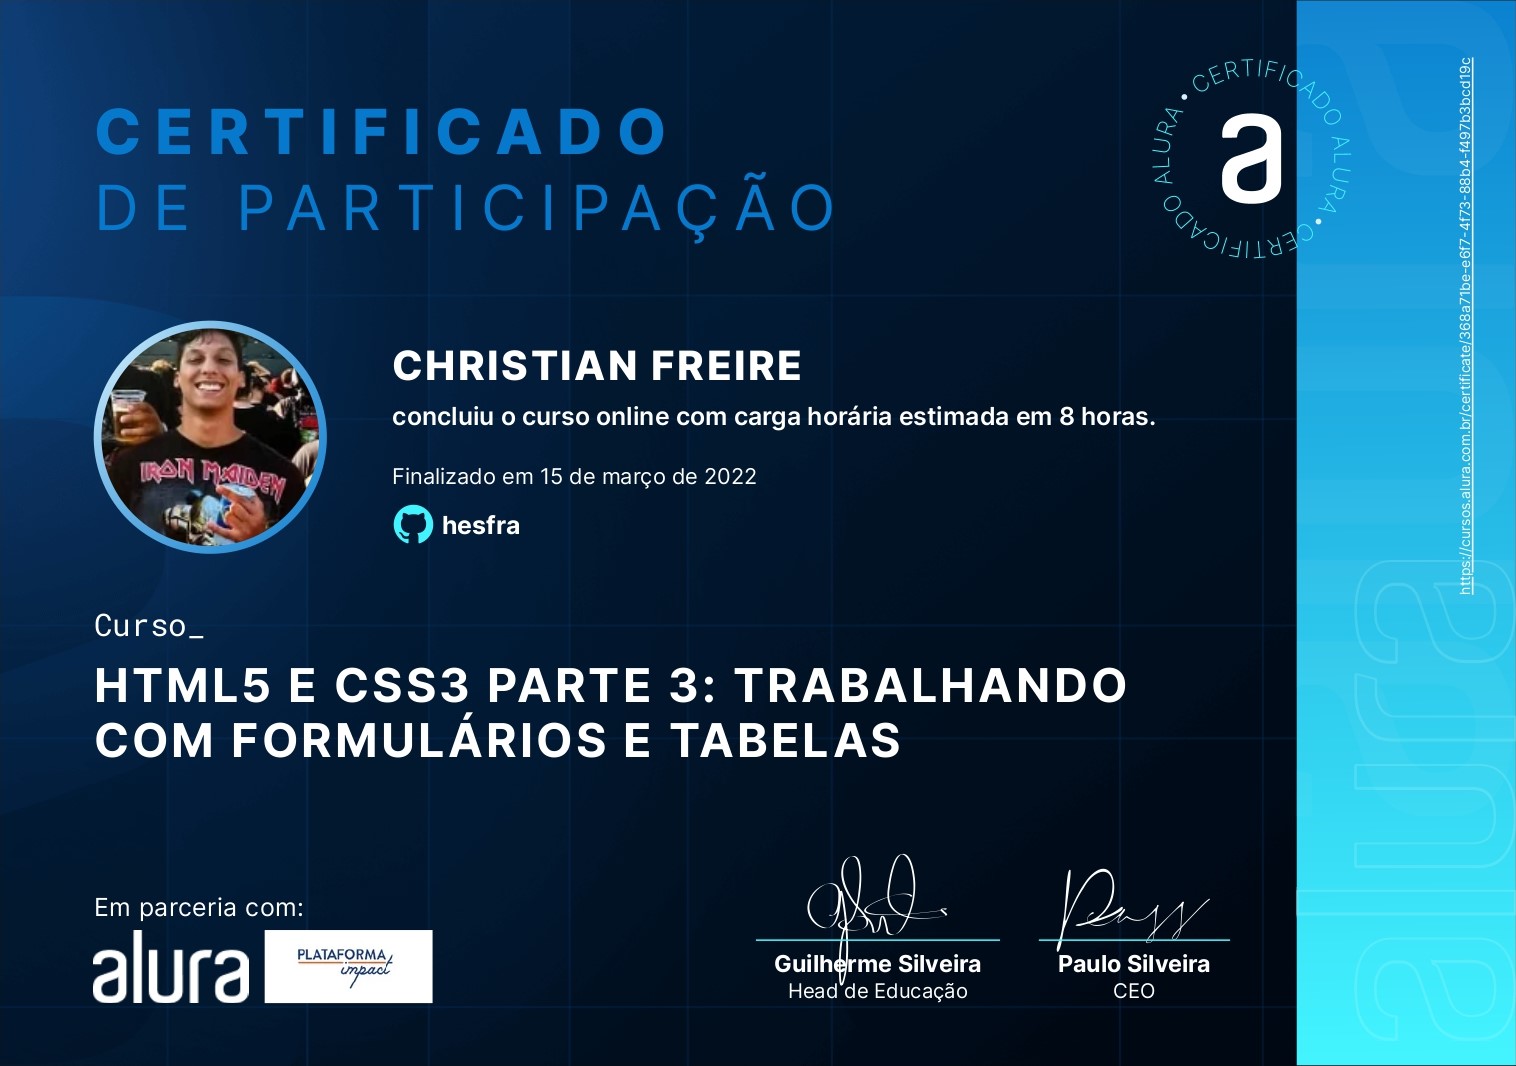 CERTIFICADO
DE PARTICIPAÇÃO
CERTIFICADO ALURA • CERTIFICADO ALURA •
a
https://cursos.alura.com.br/certificate/368a71be-e6f7-4f73-88b4-f497b3bcd19c
IRON MAIDEN
CHRISTIAN FREIRE
concluiu o curso online com carga horária estimada em 8 horas.
Finalizado em 15 de março de 2022
hesfra
Curso_
HTML5 E CSS3 PARTE 3: TRABALHANDO
COM FORMULÁRIOS E TABELAS
Em parceria com:
alura
PLATAFORMA
impact
Guilherme Silveira
Head de Educação
Paulo Silveira
CEO
alura